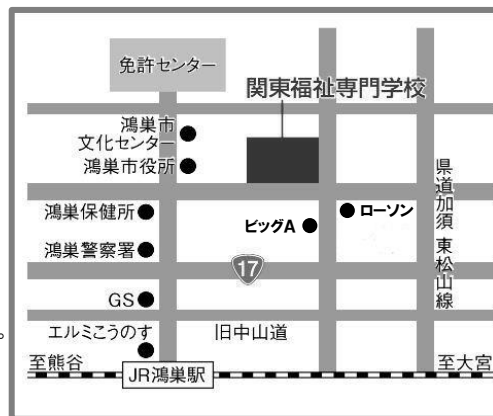 免許センター
関東福祉専門学校
鴻巣市
文化センター
鴻巣市役所
県道加須 東松山線
鴻巣保健所
ビッグA
ローソン
鴻巣警察署
17
GS
エルミこうのす
旧中山道
。
至熊谷
至大宮
JR鴻巣駅